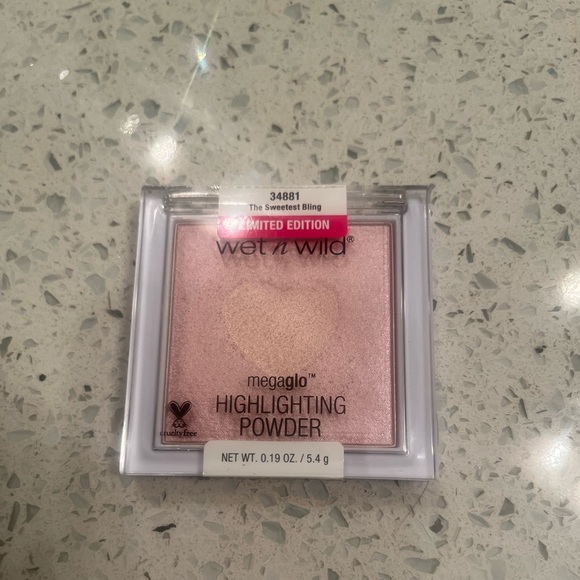 34881
The Sweetest Bling
LIMITED EDITION
wet n wild®
megaglo™
HIGHLIGHTING
POWDER
cruelty free
NET WT. 0.19 OZ. / 5.4 g